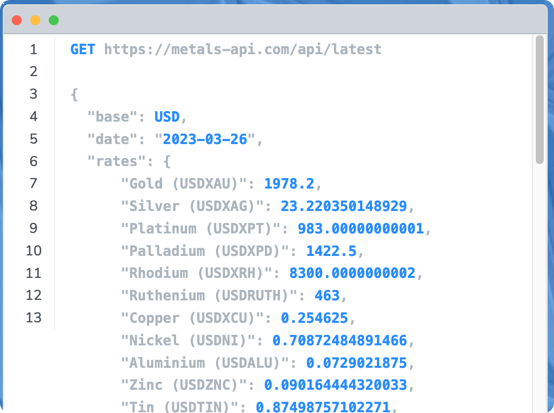 1 GET https://metals-api.com/api/latest
2
3 {
4 "base": USD,
5 "date": "2023-03-26",
6 "rates": {
7 "Gold (USDXAU)": 1978.2,
8 "Silver (USDXAG)": 23.220350148929,
9 "Platinum (USDXPT)": 983.00000000001,
10 "Palladium (USDXPD)": 1422.5,
11 "Rhodium (USDXRH)": 8300.0000000002,
12 "Ruthenium (USDRUTH)": 463,
13 "Copper (USDXCU)": 0.254625,
"Nickel (USDNI)": 0.70872484891466,
"Aluminium (USDALU)": 0.0729021875,
"Zinc (USDZNC)": 0.090164444320033,
"Tin (USDTIN)": 0.87498757102271,